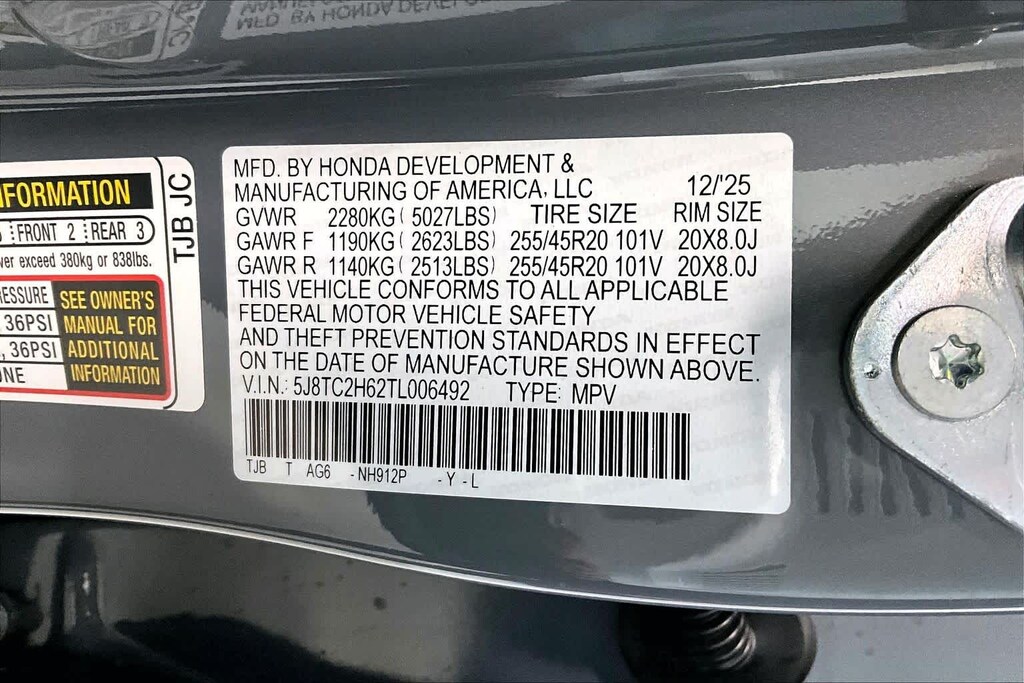 MFD. BY HONDA DEVELOPMENT &
MANUFACTURING OF AMERICA, LLC 12/'25
GVWR 2280KG ( 5027LBS) TIRE SIZE RIM SIZE
GAWR F 1190KG ( 2623LBS) 255/45R20 101V 20X8.0J
GAWR R 1140KG ( 2513LBS) 255/45R20 101V 20X8.0J
THIS VEHICLE CONFORMS TO ALL APPLICABLE
FEDERAL MOTOR VEHICLE SAFETY
AND THEFT PREVENTION STANDARDS IN EFFECT
ON THE DATE OF MANUFACTURE SHOWN ABOVE.
V.I.N.: 5J8TC2H62TL006492 TYPE: MPV
TJB T AG6 -NH912P -Y -L
INFORMATION
FRONT 2 REAR 3
exceed 380kg or 838lbs.
TJB JC
36PSI
36PSI
SEE OWNER'S
MANUAL FOR
ADDITIONAL
INFORMATION